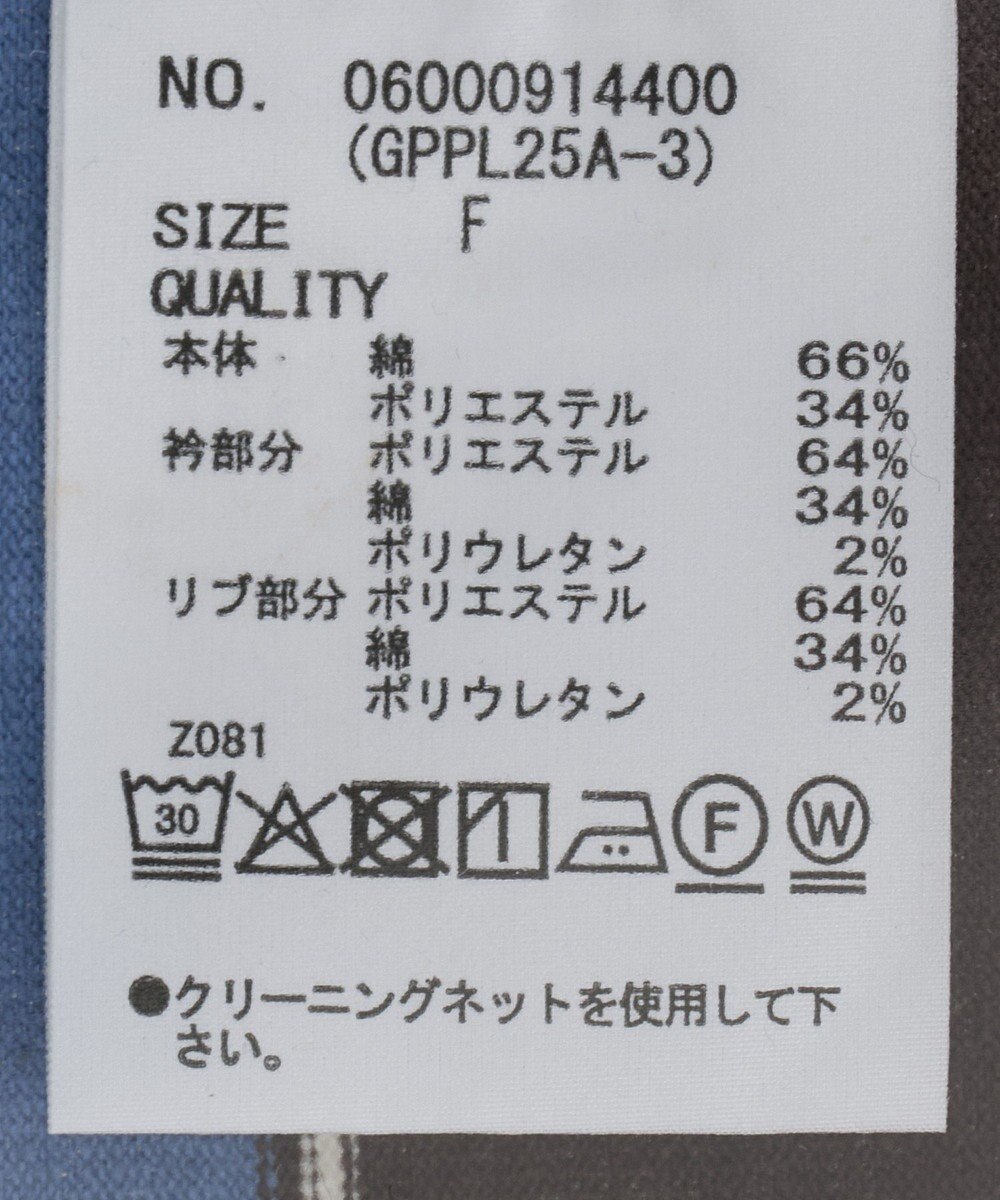 NO. 06000914400
(GPPL25A-3)
SIZE F
QUALITY
本体 綿 66%
ポリエステル 34%
衿部分 ポリエステル 64%
綿 34%
ポリウレタン 2%
リブ部分 ポリエステル 64%
綿 34%
ポリウレタン 2%
Z081
30 F W
●クリーニングネットを使用して下
さい。